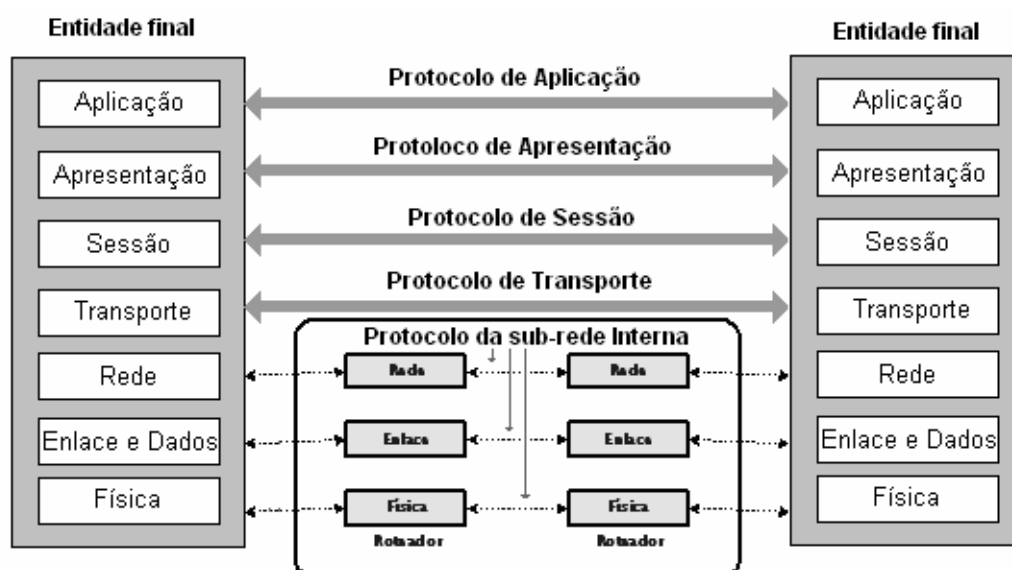 Entidade final
Entidade final
Protocolo de Aplicação
Aplicação
Aplicação
Protoloco de Apresentação
Apresentação
Apresentação
Protocolo de Sessão
Sessão
Sessão
Protocolo de Transporte
Transporte
Transporte
Protocolo da sub-rede Interna
Rede
Rede
Rede
Rede
Enlace e Dados
Enlace
Enlace
Enlace e Dados
Física
Física
Física
Física
Roteador
Roteador